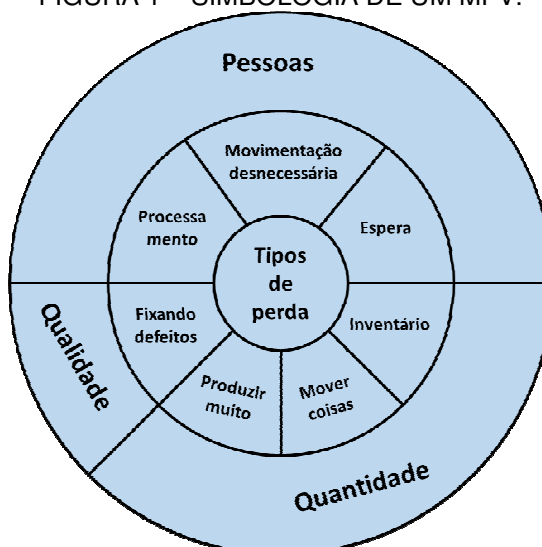 FIGURA 1 – SIMBOLOGIA DE UM MFV.
Pessoas
Movimentação
desnecessária
Processa
mento
Espera
Tipos
de
perda
Fixando
defeitos
Inventário
Produzir
muito
Mover
coisas
Qualidade
Quantidade